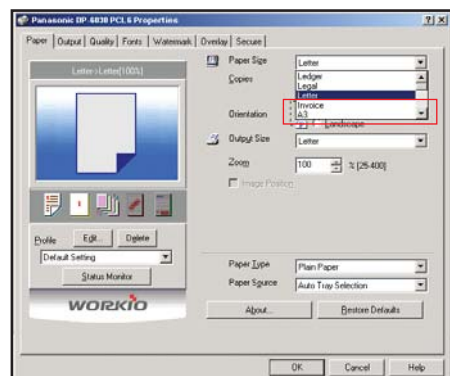 Panasonic DP-6030 PCL6 Properties
Paper Output Quality Fonts Watermark Overlay Secure
Letter>Letter[100%]
Paper Size Letter
Ledger
Legal
Letter
Invoice
A3
Copies
Orientation Landscape
Output Size Letter
Zoom 100 % [25-400]
Image Position
Profile Edit... Delete
Default Setting
Status Monitor
WORKIO
Paper Type Plain Paper
Paper Source Auto Tray Selection
About... Restore Defaults
OK Cancel Help